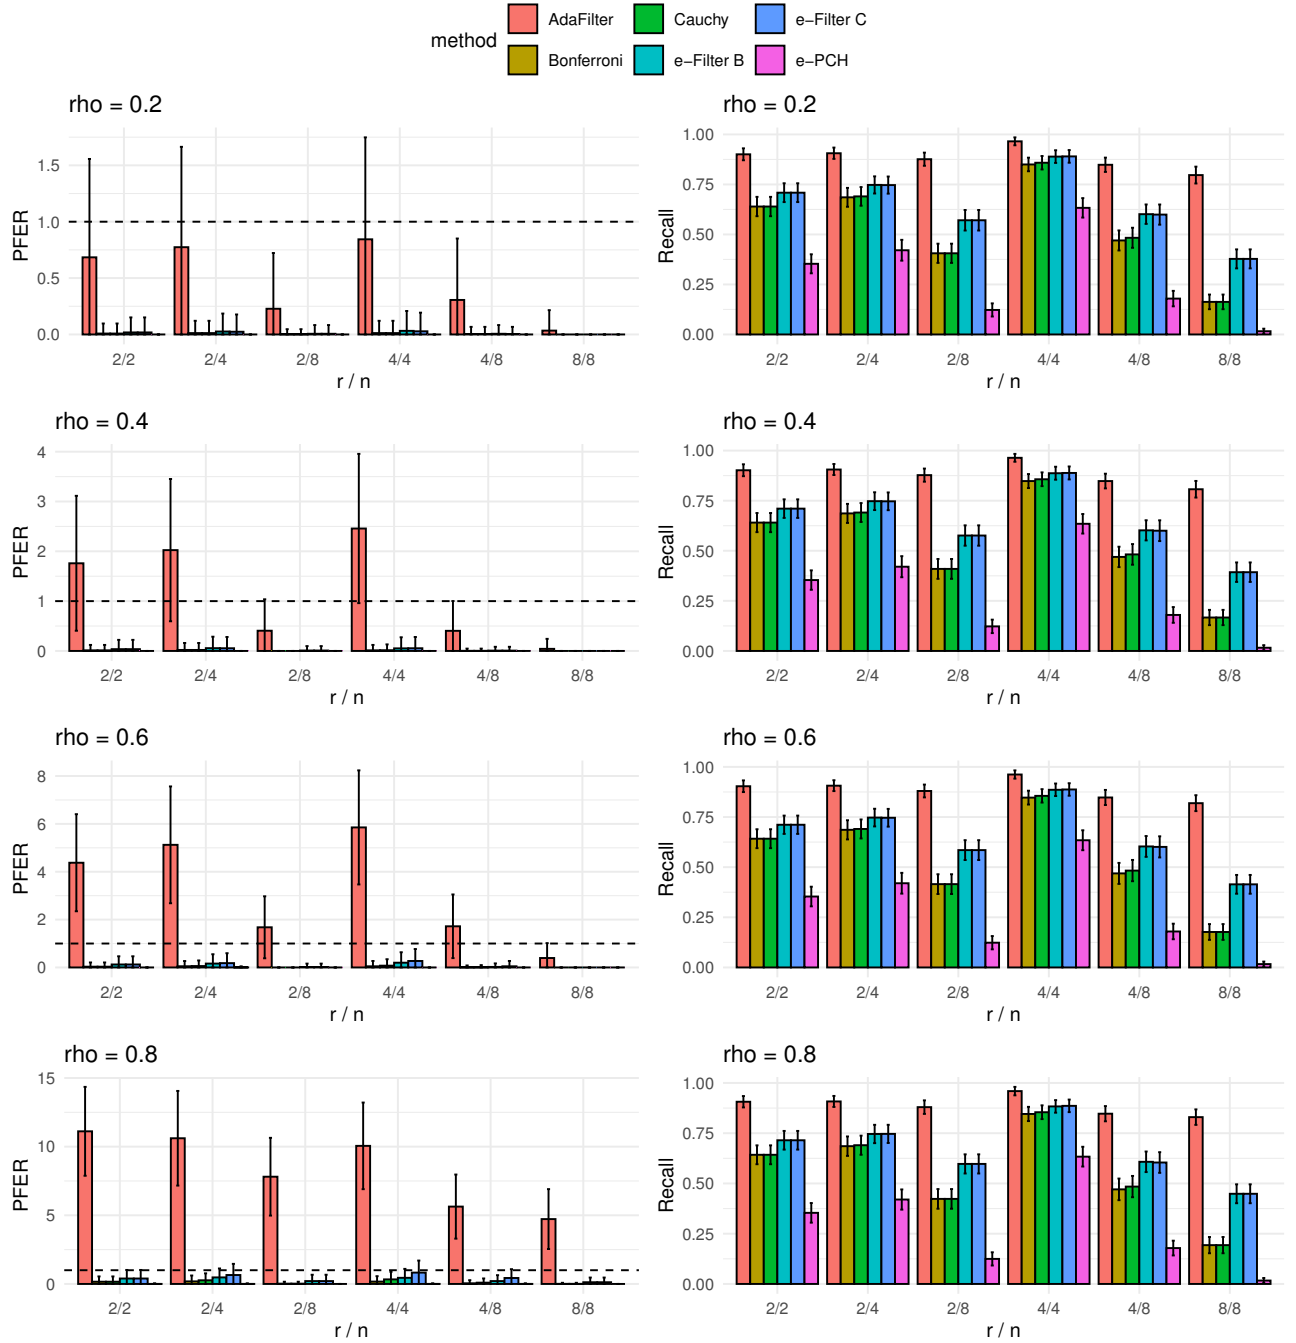 method
AdaFilter
Cauchy
e−Filter C
Bonferroni
e−Filter B
e−PCH
rho = 0.2
PFER
1.5
1.0
0.5
0.0
2/2
2/4
2/8
4/4
4/8
8/8
r / n
rho = 0.2
Recall
1.00
0.75
0.50
0.25
0.00
2/2
2/4
2/8
4/4
4/8
8/8
r / n
rho = 0.4
PFER
4
3
2
1
0
2/2
2/4
2/8
4/4
4/8
8/8
r / n
rho = 0.4
Recall
1.00
0.75
0.50
0.25
0.00
2/2
2/4
2/8
4/4
4/8
8/8
r / n
rho = 0.6
PFER
8
6
4
2
0
2/2
2/4
2/8
4/4
4/8
8/8
r / n
rho = 0.6
Recall
1.00
0.75
0.50
0.25
0.00
2/2
2/4
2/8
4/4
4/8
8/8
r / n
rho = 0.8
PFER
15
10
5
0
2/2
2/4
2/8
4/4
4/8
8/8
r / n
rho = 0.8
Recall
1.00
0.75
0.50
0.25
0.00
2/2
2/4
2/8
4/4
4/8
8/8
r / n